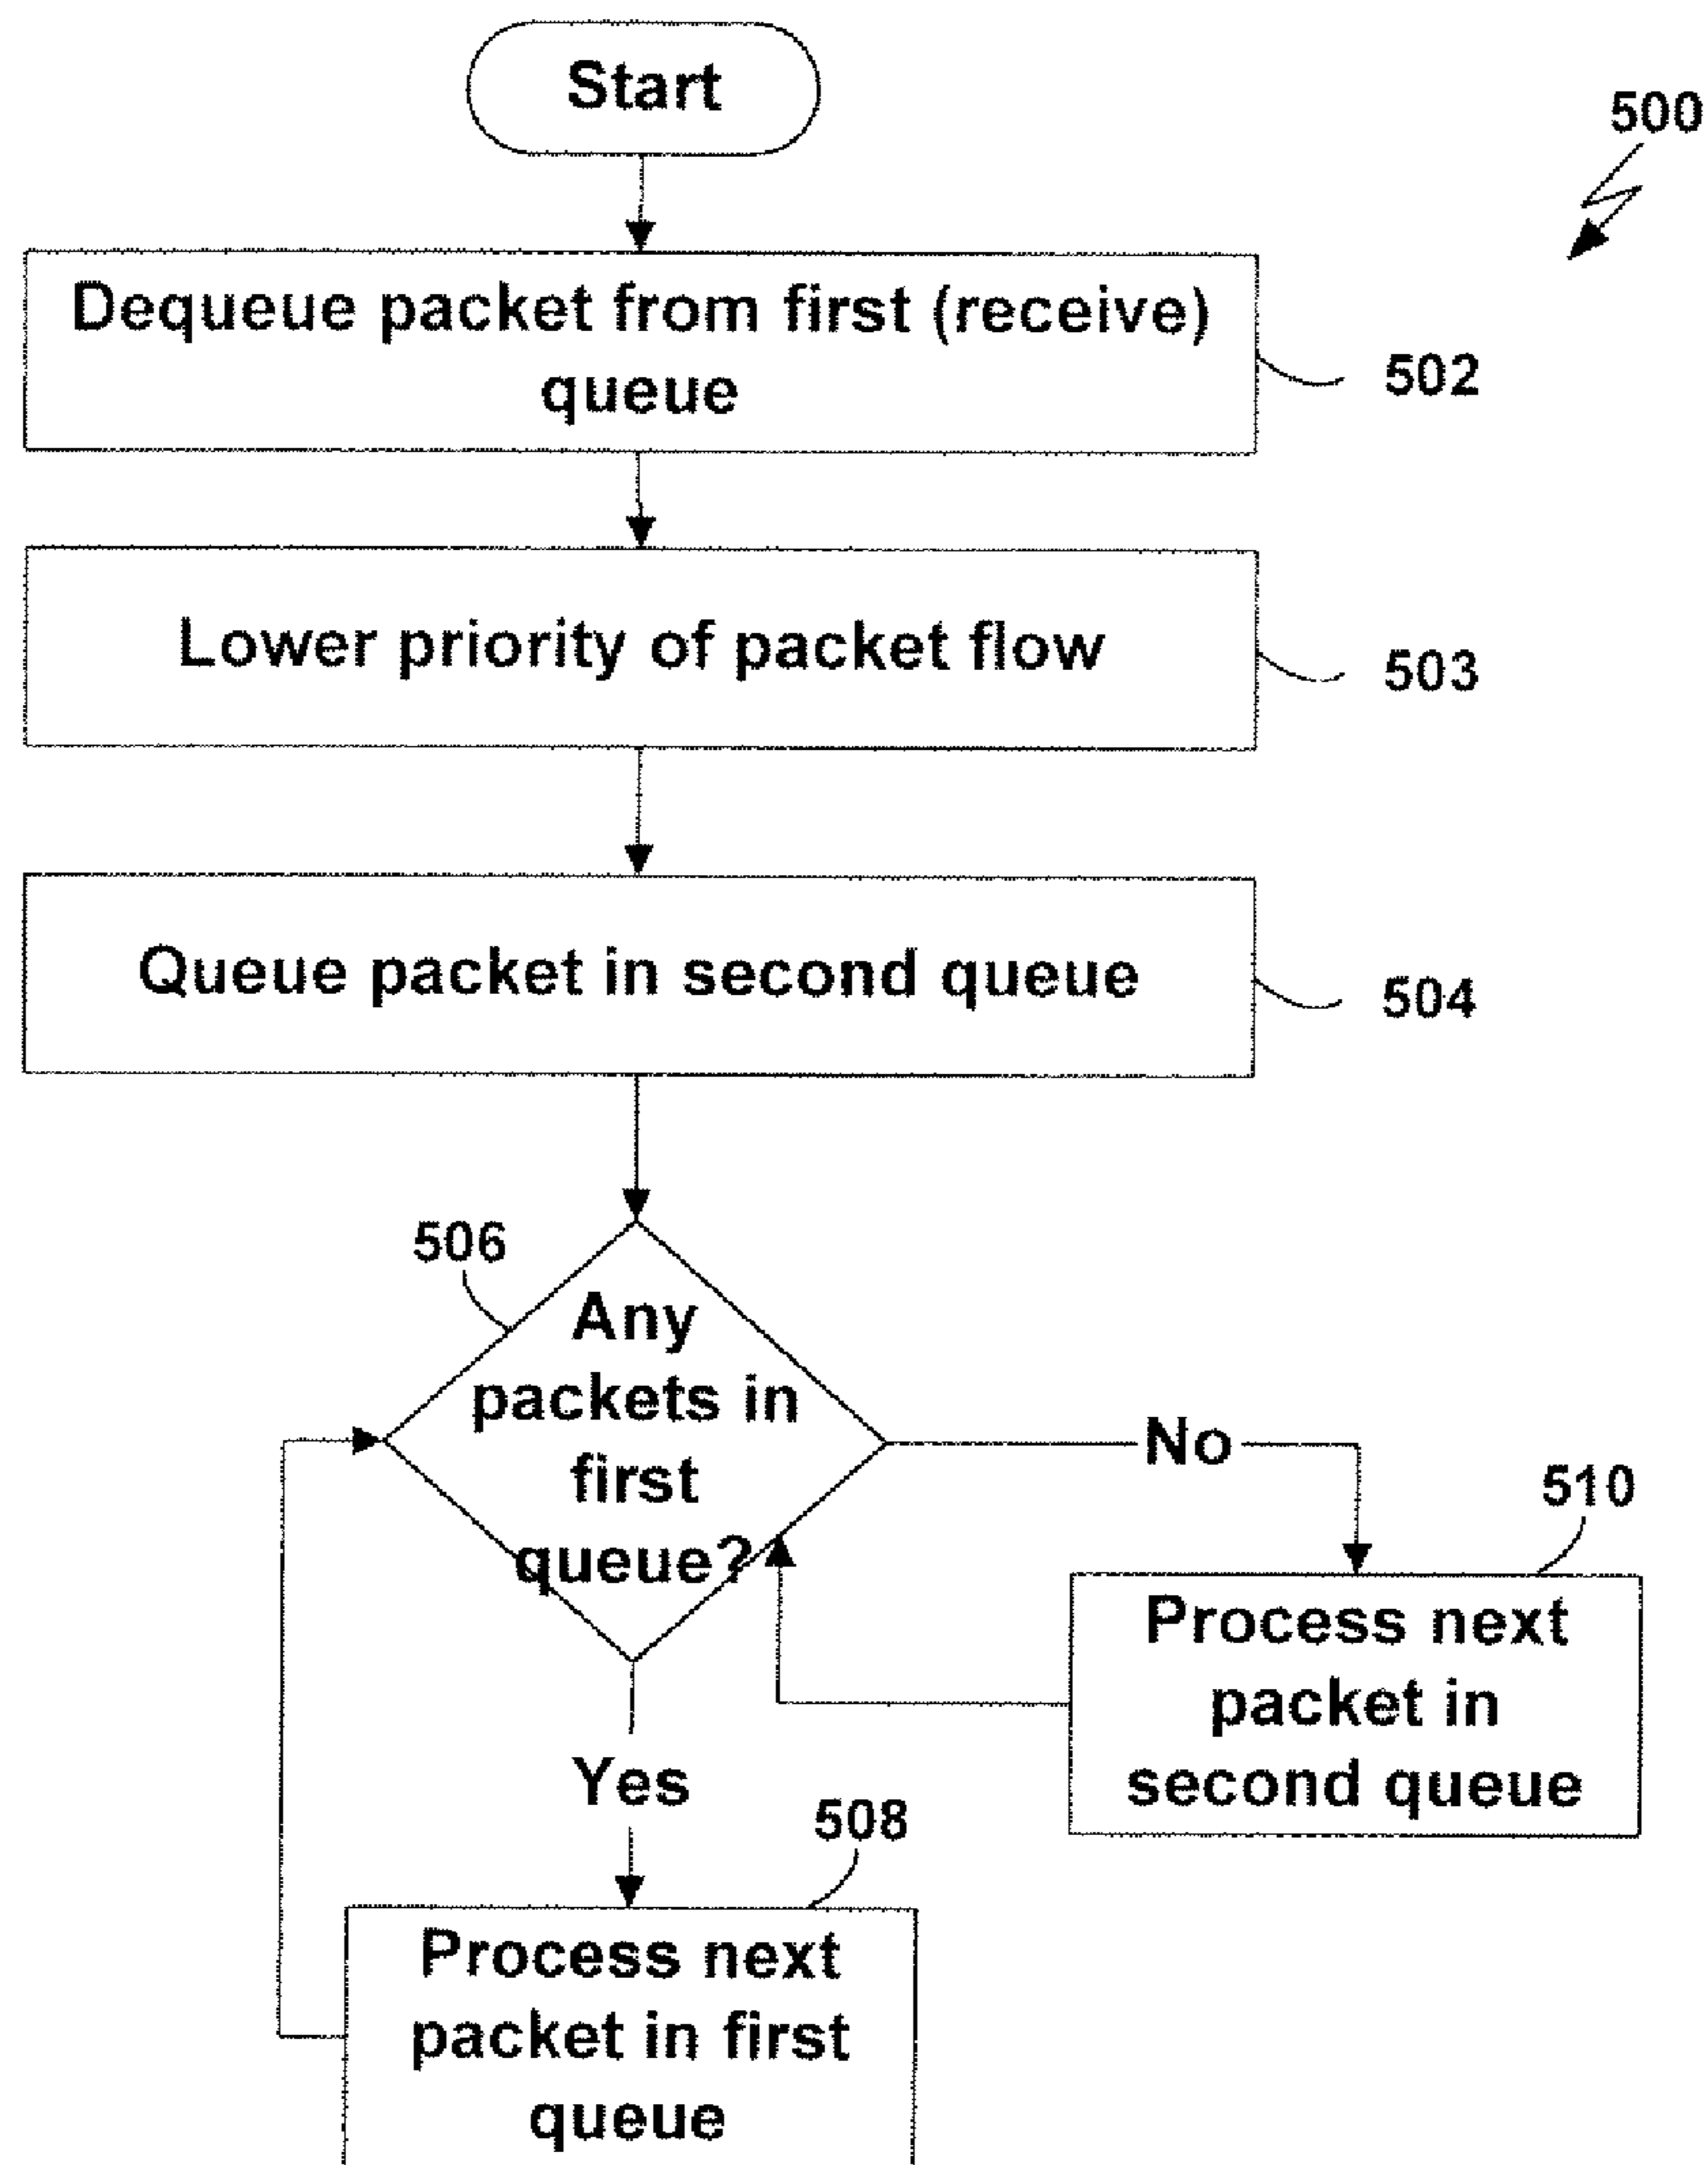 Start
500
Dequeue packet from first (receive)
queue
502
Lower priority of packet flow
503
Queue packet in second queue
504
506
Any
packets in
first
queue?
No
510
Process next
packet in
second queue
Yes
508
Process next
packet in first
queue